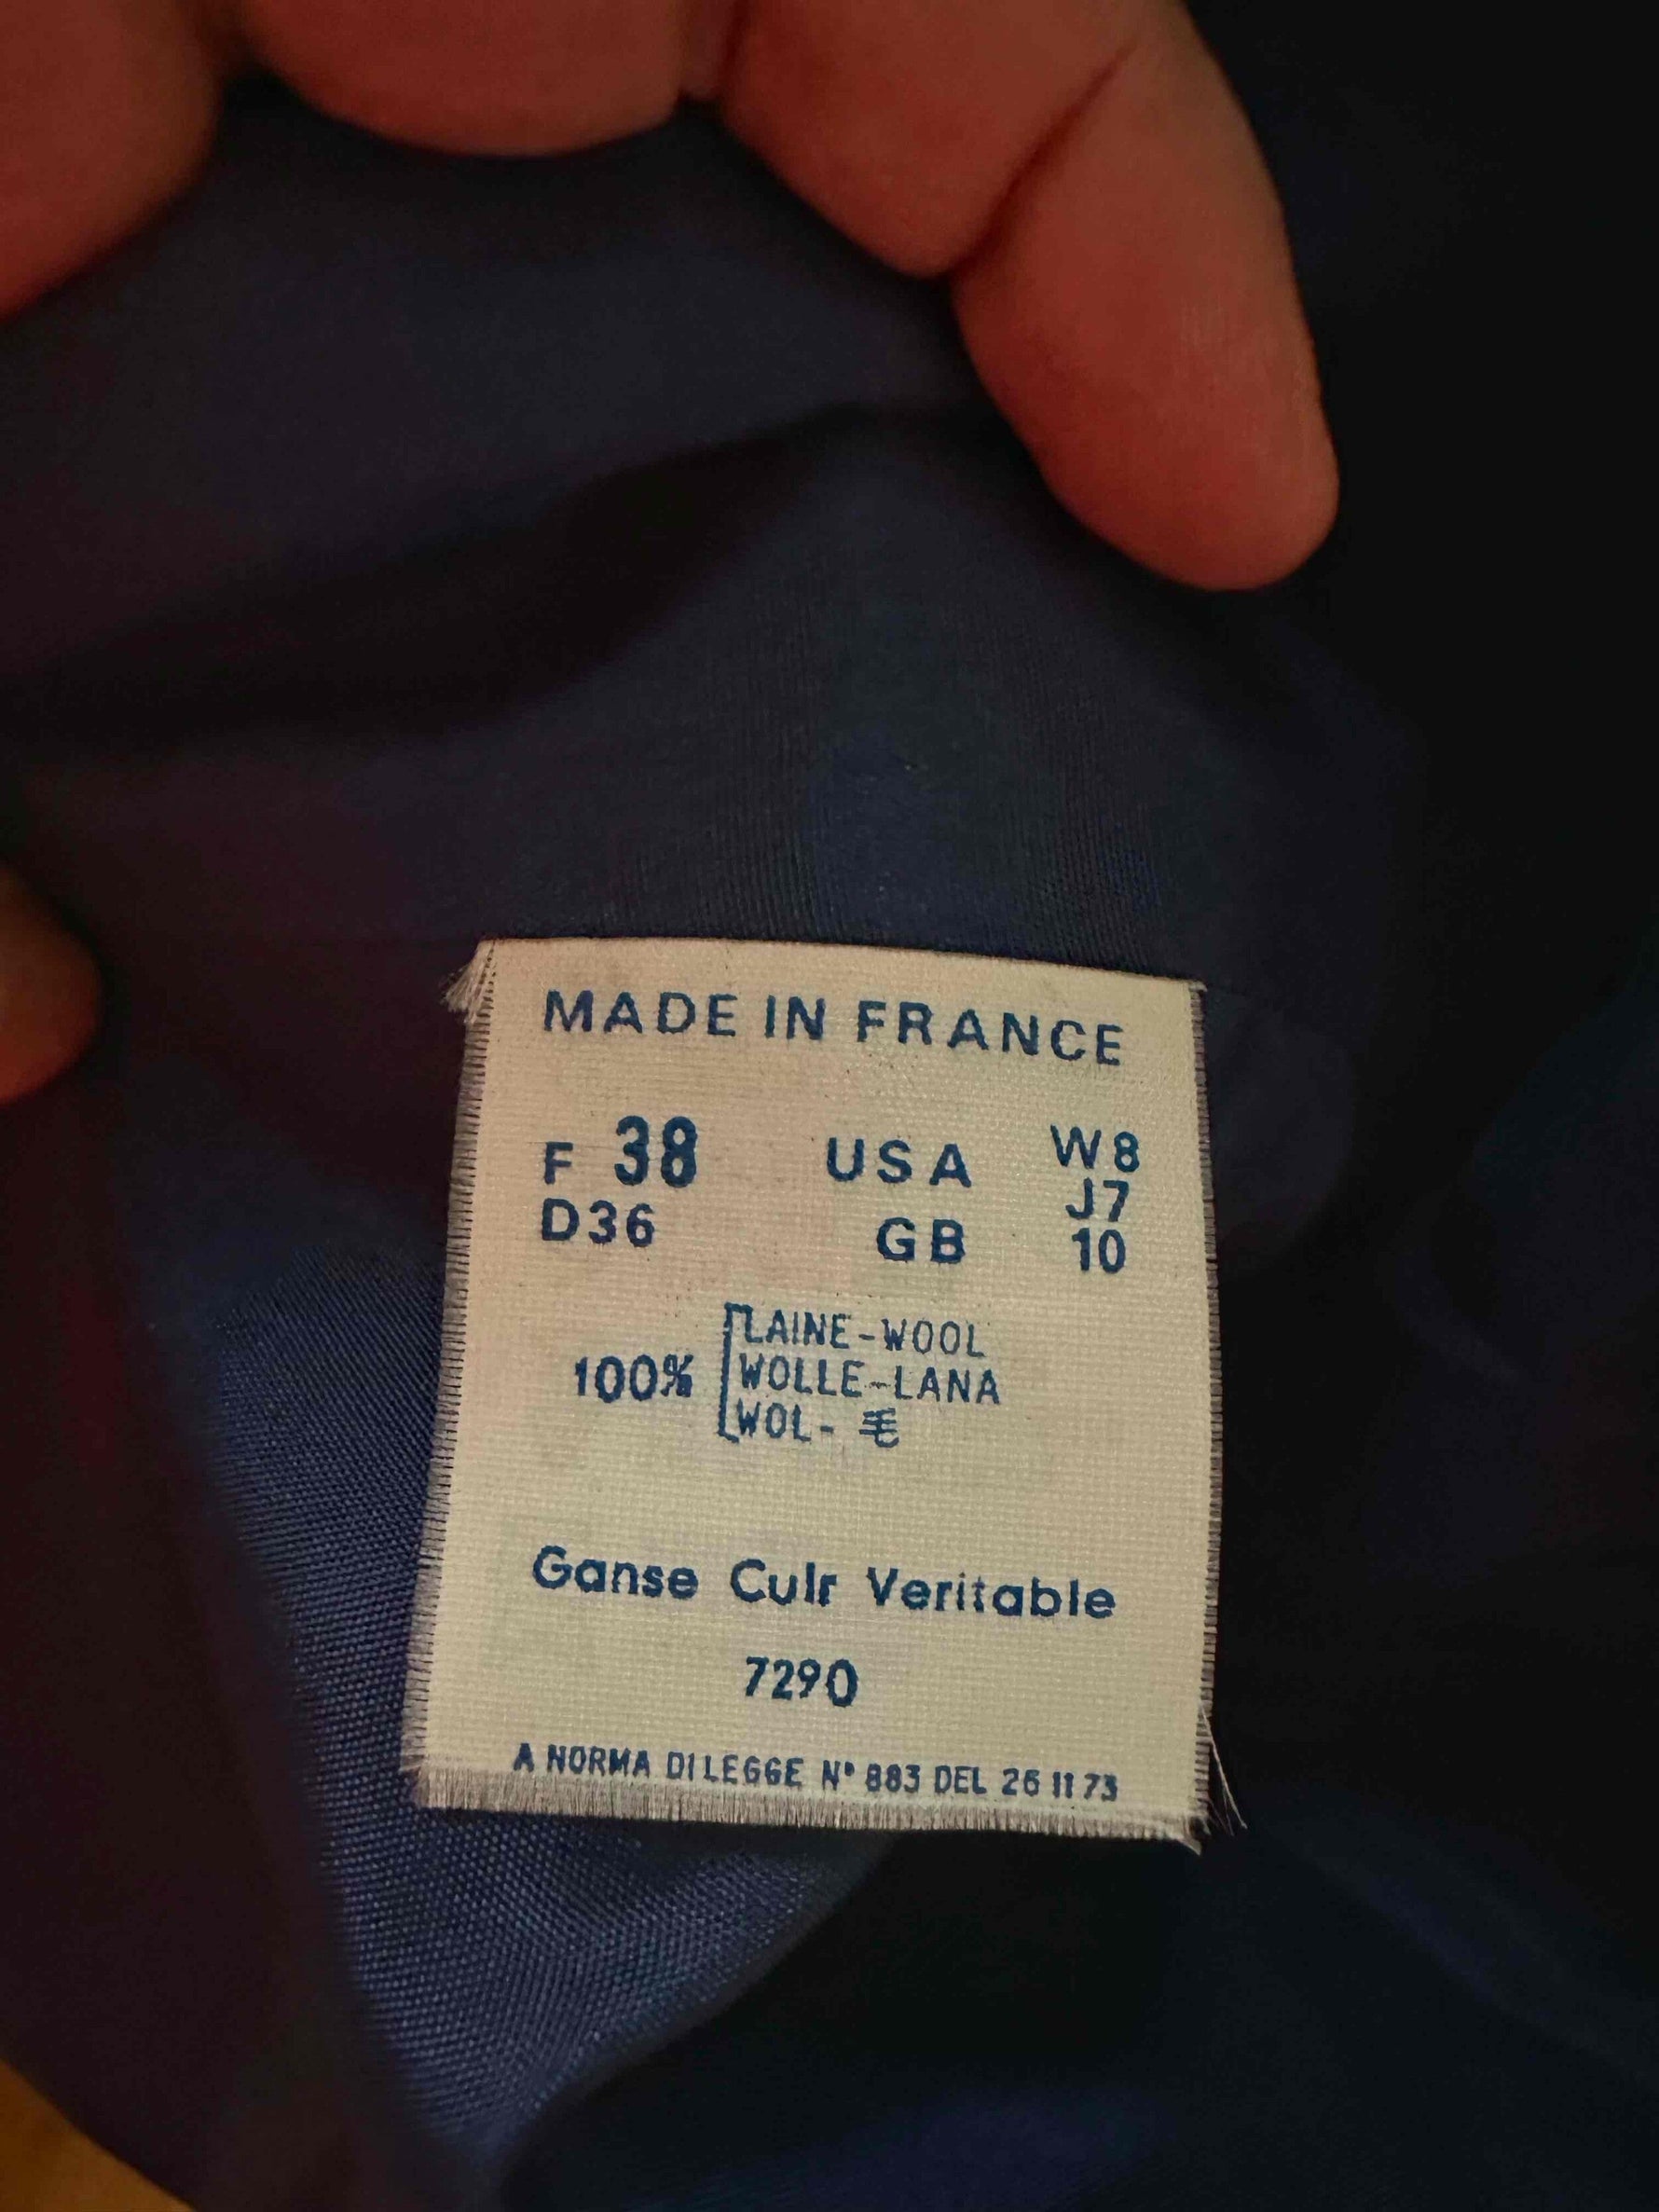 MADE IN FRANCE
F 38 USA W8
J7
D36 GB 10
LAINE-WOOL
100% WOLLE-LANA
WOL-
Ganse Cuir Veritable
7290
A NORMA DI LEGGE N° 883 DEL 26 11 73